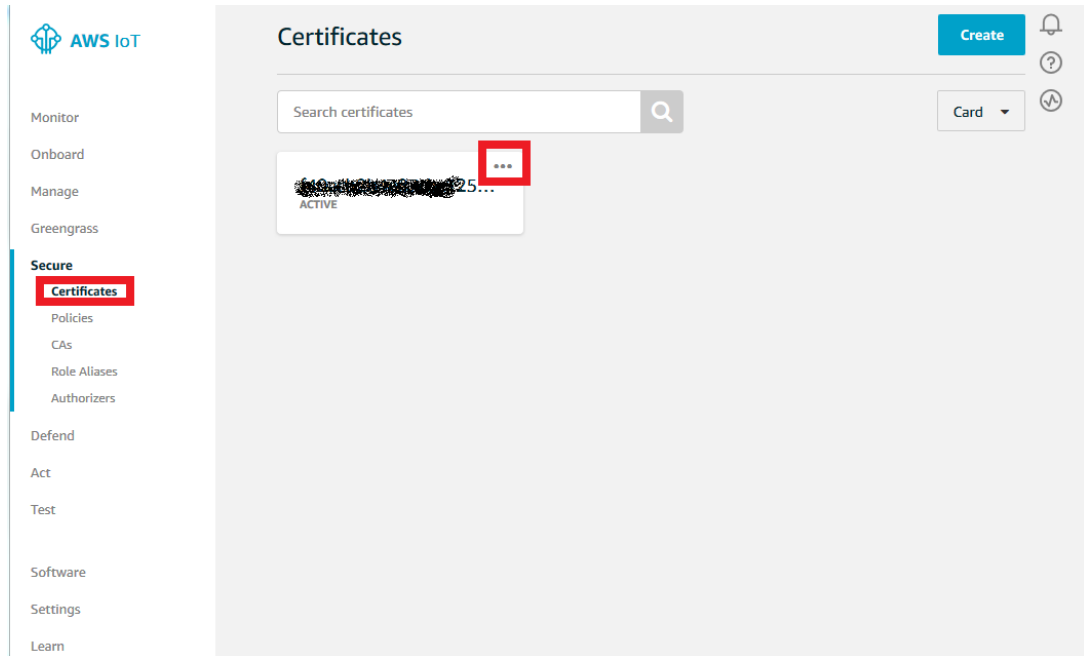 AWS IoT
Monitor
Onboard
Manage
Greengrass
Secure
Certificates
Policies
CAs
Role Aliases
Authorizers
Defend
Act
Test
Software
Settings
Learn
Certificates
Create
Search certificates
Card
25...
ACTIVE